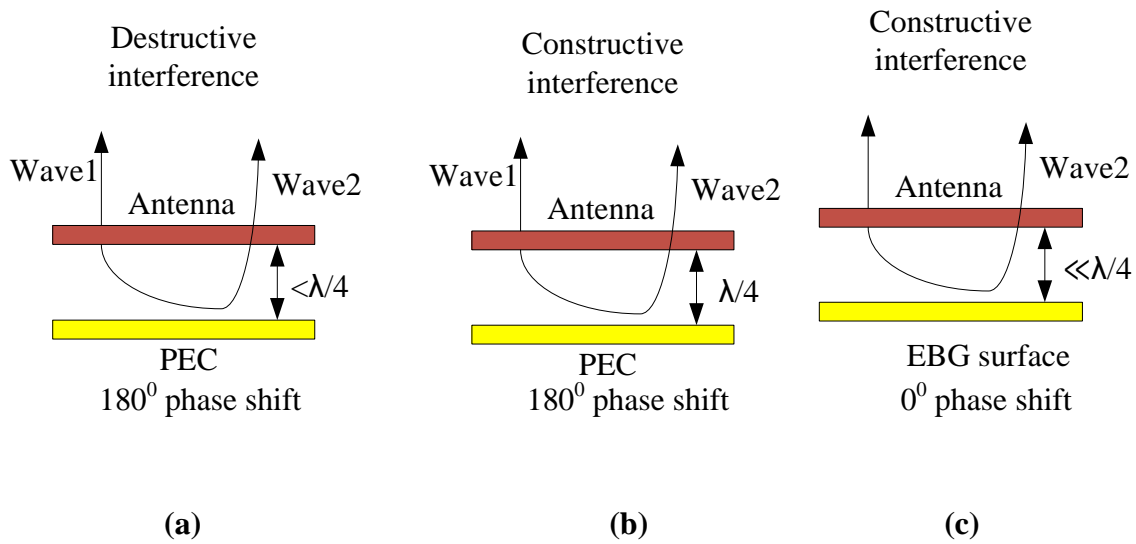 Destructive
interference
Wave1
Wave2
Antenna
<λ/4
PEC
180⁰ phase shift
(a)
Constructive
interference
Wave1
Wave2
Antenna
λ/4
PEC
180⁰ phase shift
(b)
Constructive
interference
Wave2
Antenna
≪λ/4
EBG surface
0⁰ phase shift
(c)